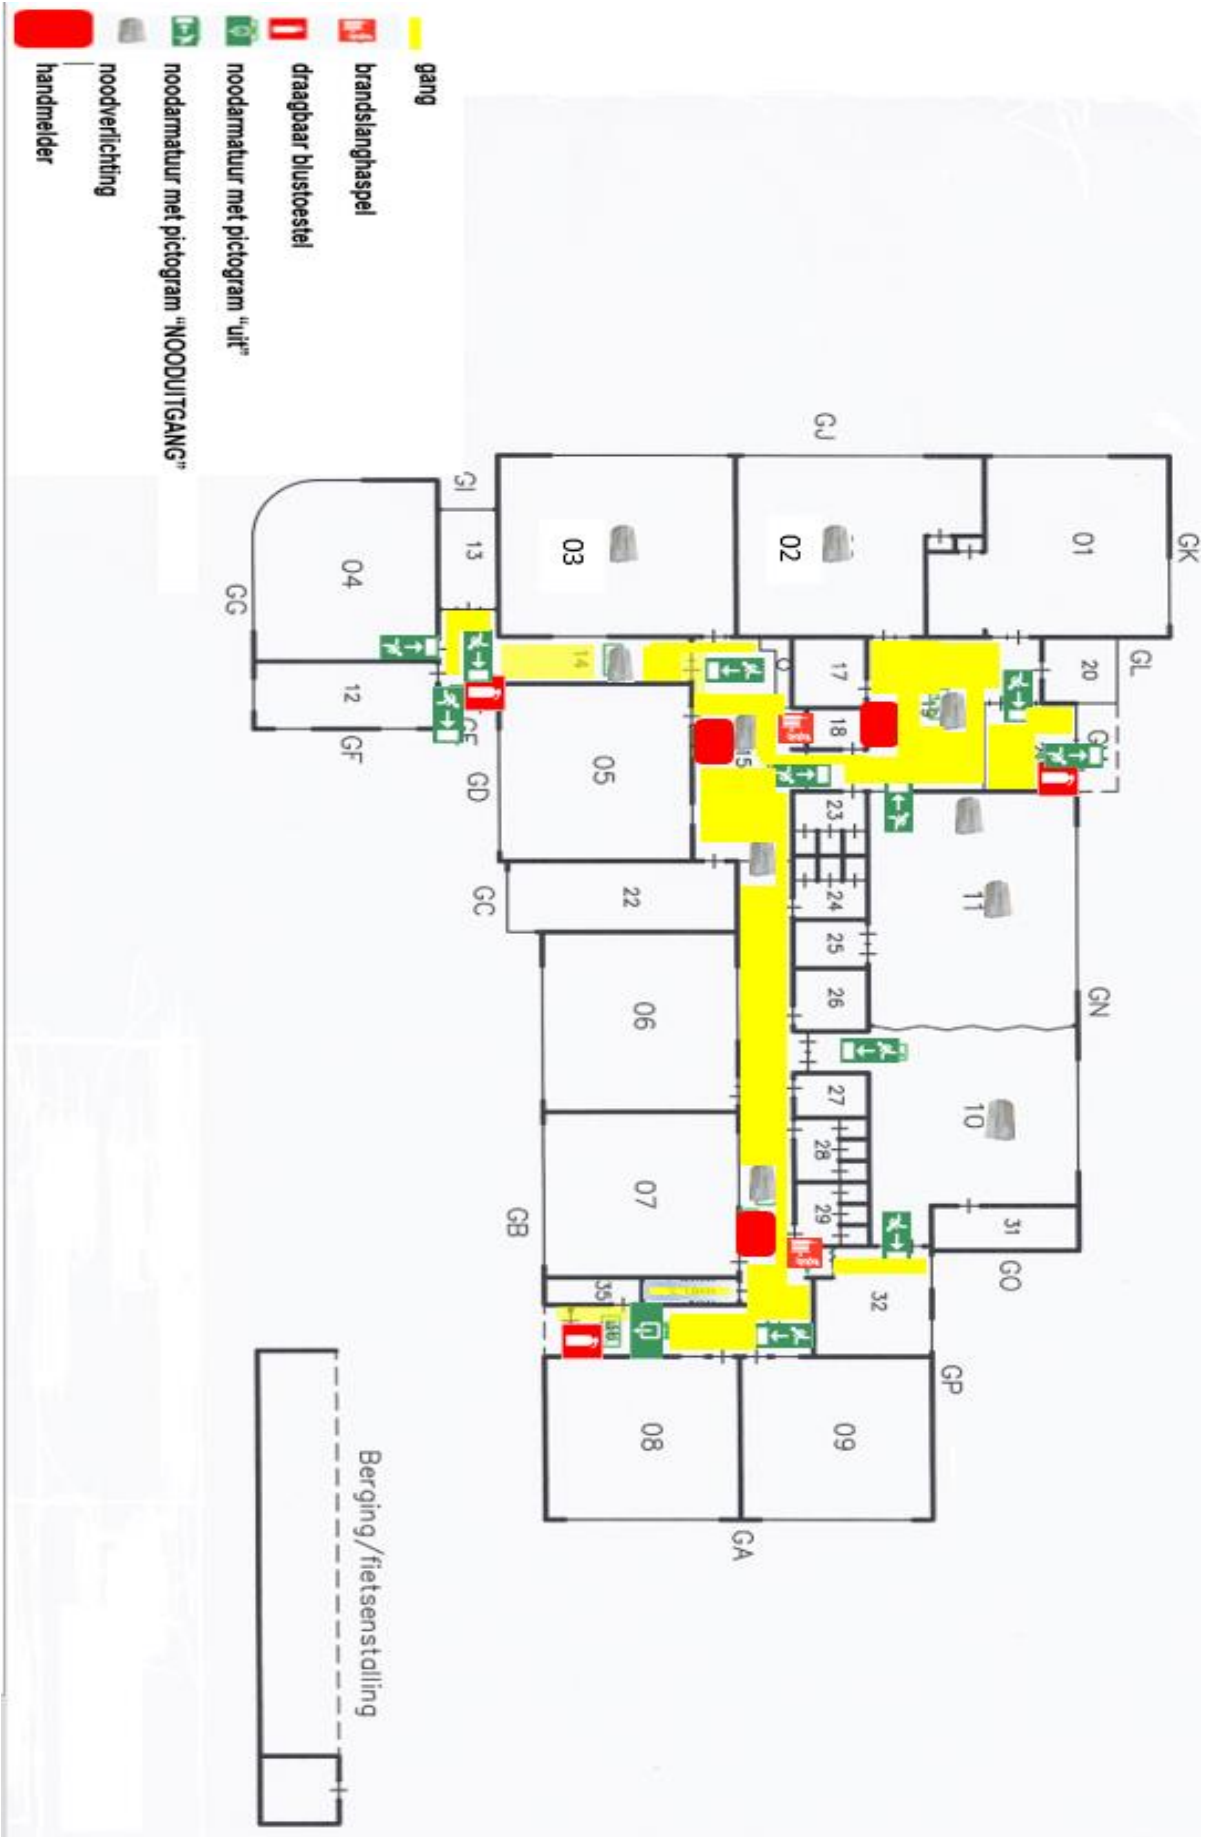 gang
brandslanghaspel
draagbaar blustoestel
noodarmatuur met pictogram “uit”
noodarmatuur met pictogram “NOODUITGANG”
noodverlichting
handmelder
GK
01
GL
20
GJ
02
17
18
19
03
15
GI
13
14
04
GG
12
GF
GD
05
GC
22
23
24
25
26
11
GN
10
06
27
28
29
07
GB
31
GO
32
35
GP
09
08
GA
Berging/fietsenstalling